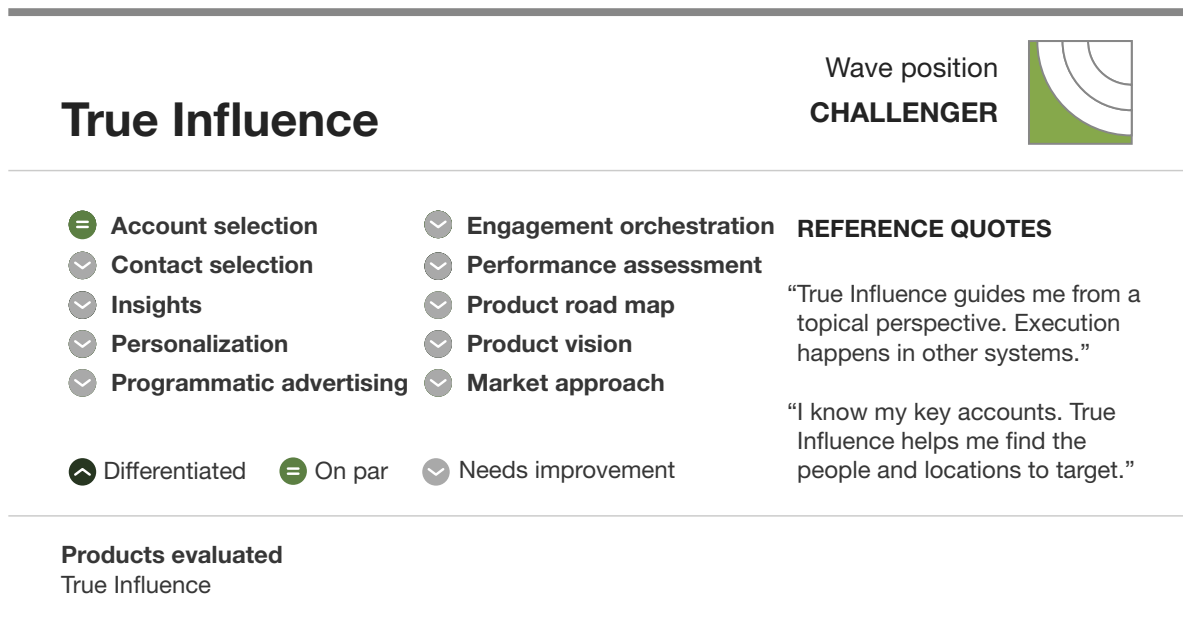 Wave position
CHALLENGER
True Influence
Account selection
Contact selection
Insights
Personalization
Programmatic advertising
Engagement orchestration
Performance assessment
Product road map
Product vision
Market approach
Differentiated
On par
Needs improvement
REFERENCE QUOTES
“True Influence guides me from a
topical perspective. Execution
happens in other systems.”
“I know my key accounts. True
Influence helps me find the
people and locations to target.”
Products evaluated
True Influence